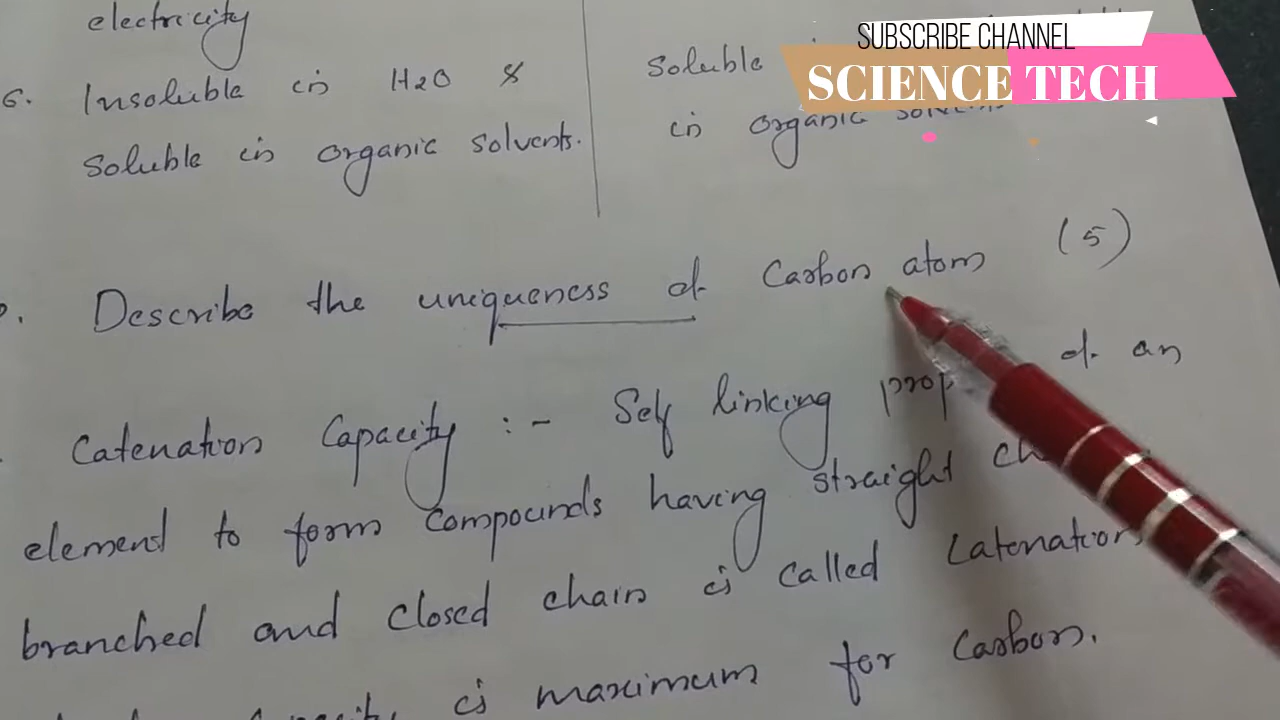 electricity
SUBSCRIBE CHANNEL
SCIENCE TECH
6. Insoluble in H2O &
soluble in organic solvents.
Soluble
in organic
Describe the uniqueness of Carbon atom (5)
Catenation Capacity :- Self linking of an
element to form compounds having straight
branched and closed chain is called Catenation
is maximum for Carbon.